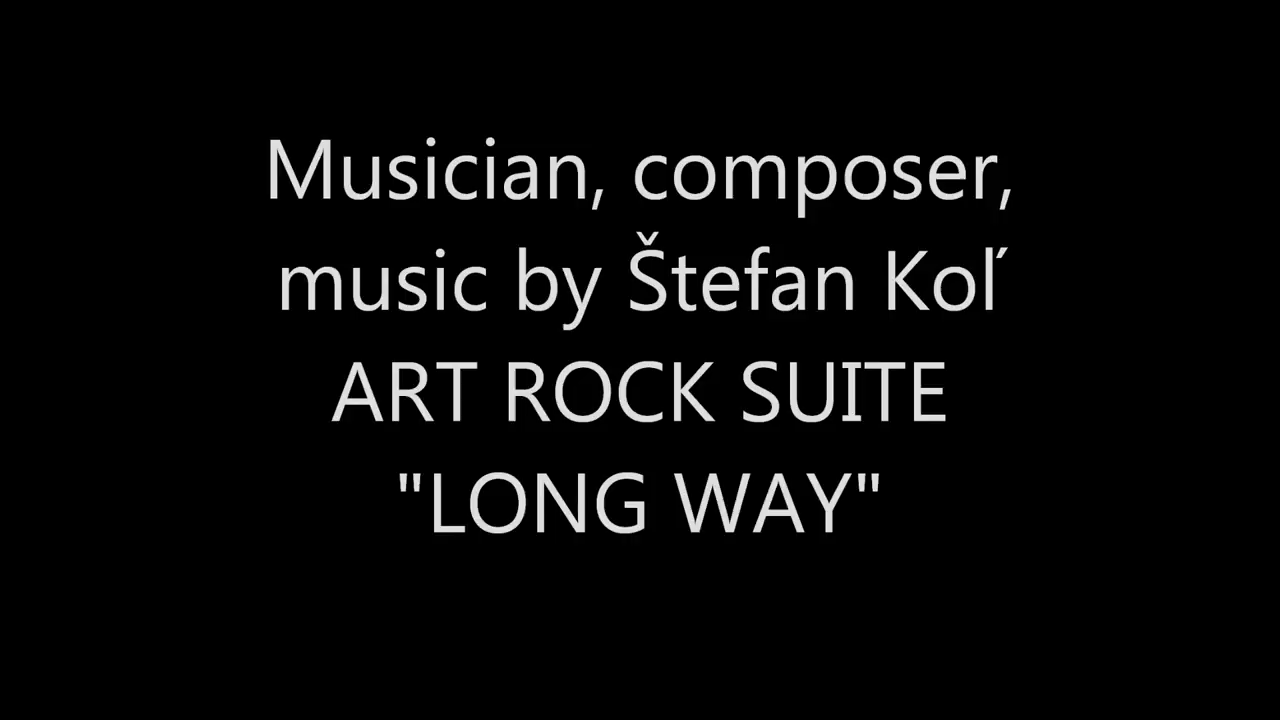 Musician, composer,
music by Štefan Koľ
ART ROCK SUITE
"LONG WAY"